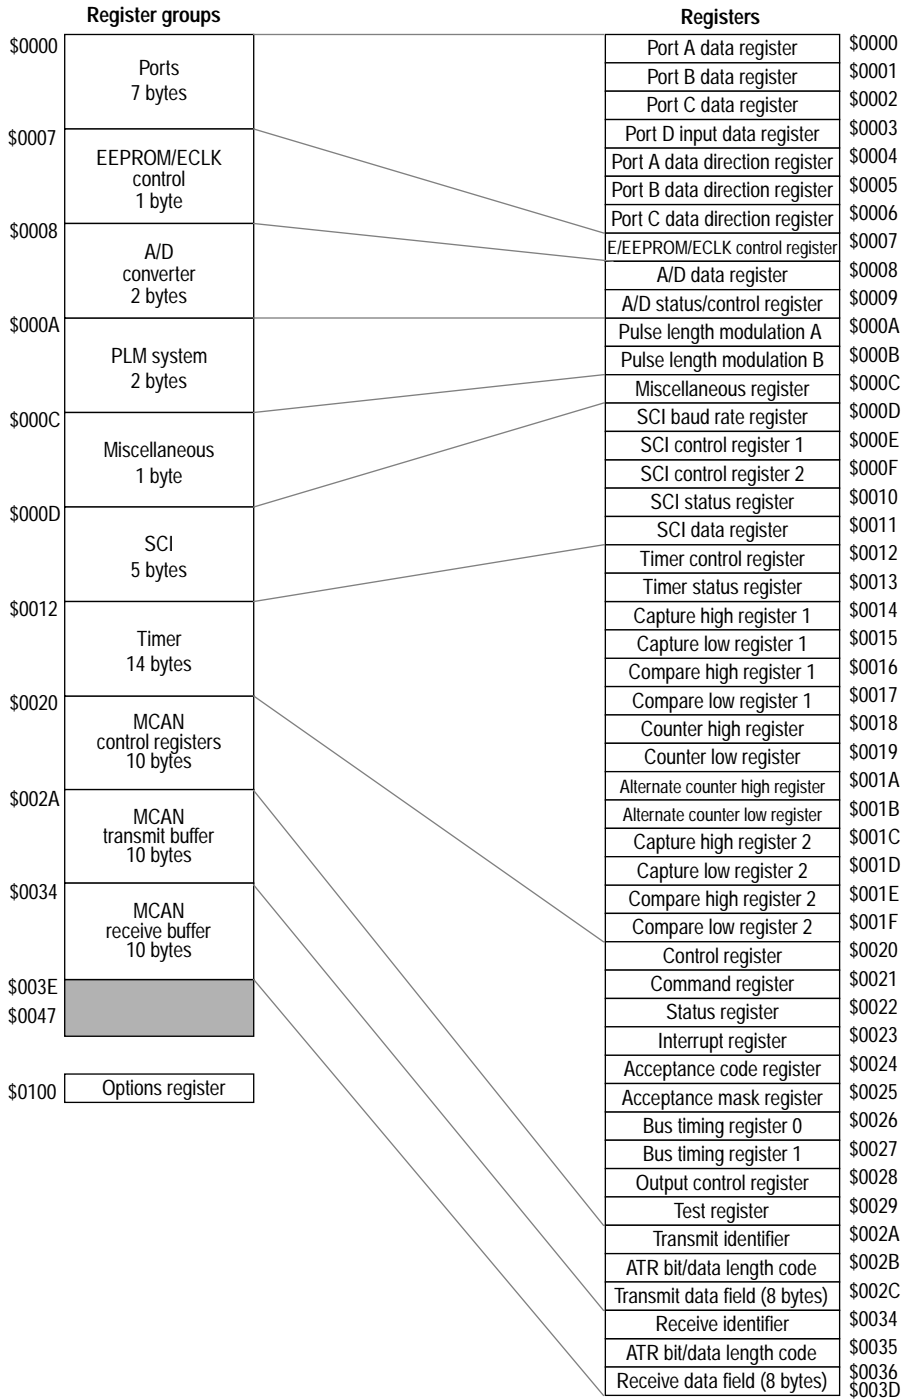 Register groups
$0000
Ports
7 bytes
$0007
EEPROM/ECLK
control
1 byte
$0008
A/D
converter
2 bytes
$000A
PLM system
2 bytes
$000C
Miscellaneous
1 byte
$000D
SCI
5 bytes
$0012
Timer
14 bytes
$0020
MCAN
control registers
10 bytes
$002A
MCAN
transmit buffer
10 bytes
$0034
MCAN
receive buffer
10 bytes
$003E
$0047
$0100 Options register
Registers
Port A data register $0000
Port B data register $0001
Port C data register $0002
Port D input data register $0003
Port A data direction register $0004
Port B data direction register $0005
Port C data direction register $0006
E/EEPROM/ECLK control register $0007
A/D data register $0008
A/D status/control register $0009
Pulse length modulation A $000A
Pulse length modulation B $000B
Miscellaneous register $000C
SCI baud rate register $000D
SCI control register 1 $000E
SCI control register 2 $000F
SCI status register $0010
SCI data register $0011
Timer control register $0012
Timer status register $0013
Capture high register 1 $0014
Capture low register 1 $0015
Compare high register 1 $0016
Compare low register 1 $0017
Counter high register $0018
Counter low register $0019
Alternate counter high register $001A
Alternate counter low register $001B
Capture high register 2 $001C
Capture low register 2 $001D
Compare high register 2 $001E
Compare low register 2 $001F
Control register $0020
Command register $0021
Status register $0022
Interrupt register $0023
Acceptance code register $0024
Acceptance mask register $0025
Bus timing register 0 $0026
Bus timing register 1 $0027
Output control register $0028
Test register $0029
Transmit identifier $002A
ATR bit/data length code $002B
Transmit data field (8 bytes) $002C
Receive identifier $0034
ATR bit/data length code $0035
Receive data field (8 bytes) $0036
$003D